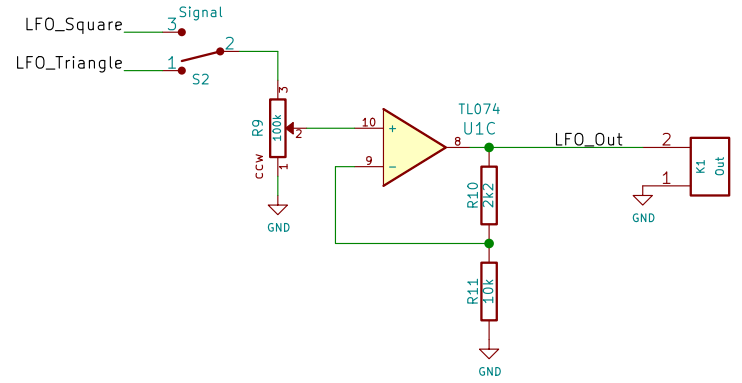 Signal
LFO_Square
3
2
LFO_Triangle
1
S2
3
R9
100k
2
CCW
1
GND
10
+
9
-
TL074
U1C
8
LFO_Out
2
1
K1
Out
GND
R10
2k2
R11
10k
GND